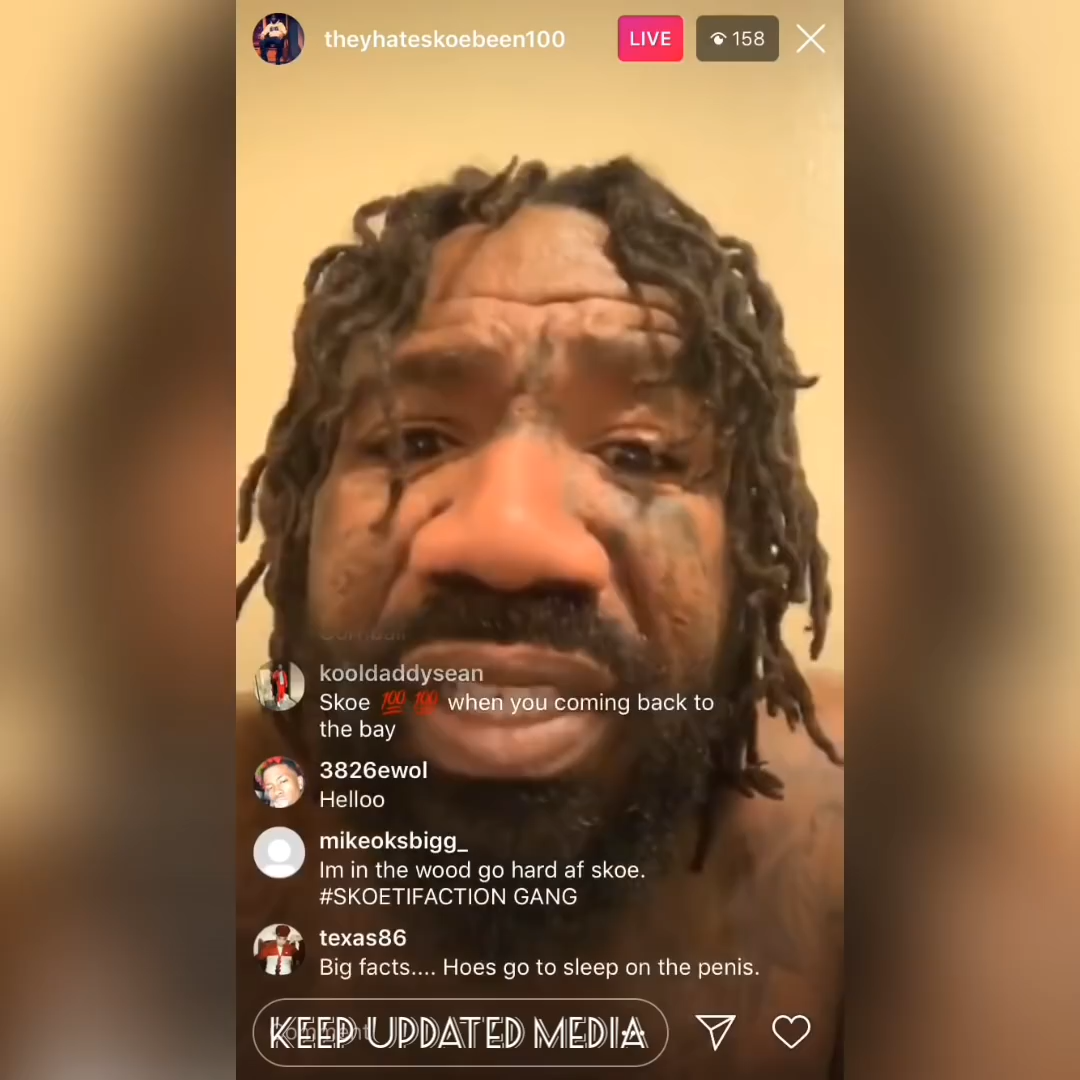 theyhateskoebeen100
LIVE
158
kooldaddysean
Skoe 💯 💯 when you coming back to
the bay
3826ewol
Helloo
mikeoksbigg_
Im in the wood go hard af skoe.
#SKOETIFACTION GANG
texas86
Big facts.... Hoes go to sleep on the penis.
Comment
KEEP UPDATED MEDIA